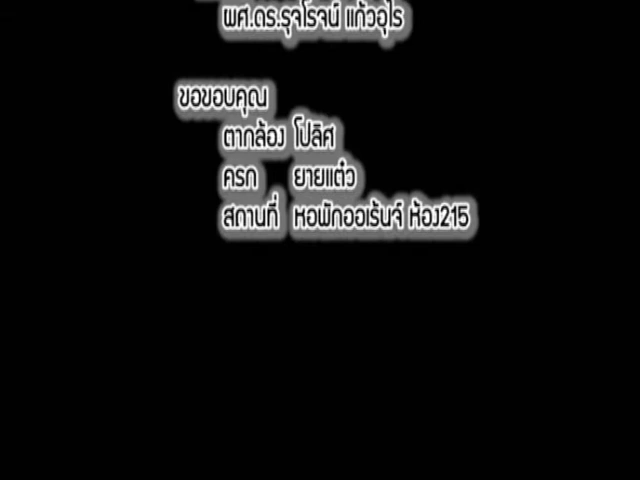 ผศ.ดร.รุจโรจน์ แก้วอุไร
ขอขอบคุณ
ตากล้อง โปลิศ
ครก ยายแต๋ว
สถานที่ หอพักออเร้นจ์ ห้อง215